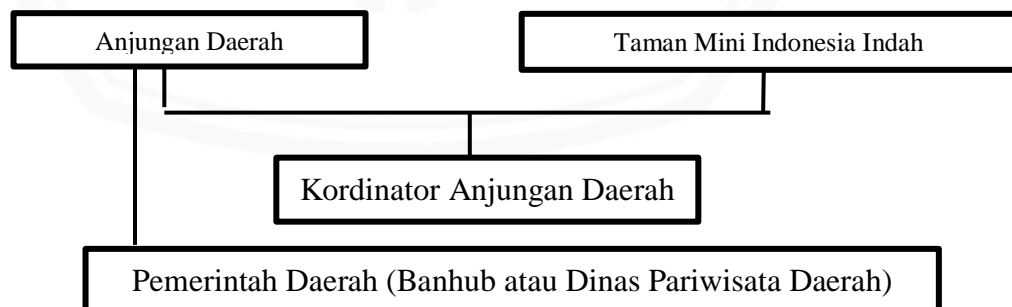 Anjungan Daerah
Taman Mini Indonesia Indah
Kordinator Anjungan Daerah
Pemerintah Daerah (Banhub atau Dinas Pariwisata Daerah)